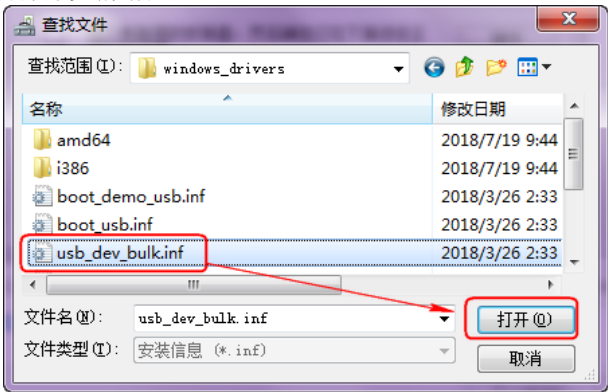 查找文件
查找范围(I): windows_drivers
名称 修改日期
amd64 2018/7/19 9:44
i386 2018/7/19 9:44
boot_demo_usb.inf 2018/3/26 2:33
boot_usb.inf 2018/3/26 2:33
usb_dev_bulk.inf 2018/3/26 2:33
文件名(N): usb_dev_bulk.inf 打开(O)
文件类型(T): 安装信息 (*.inf) 取消